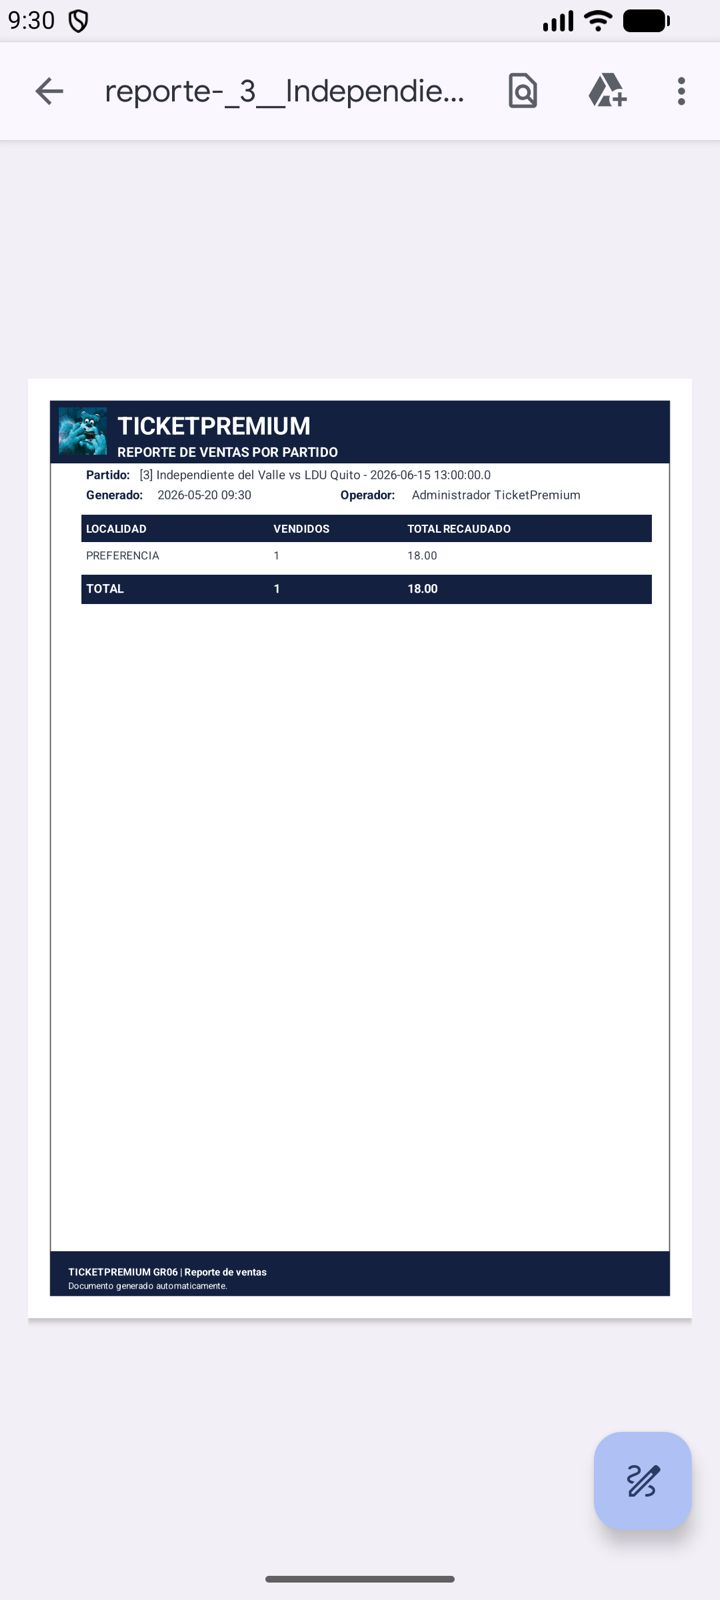 9:30
reporte-_3__Independie...
TICKETPREMIUM
REPORTE DE VENTAS POR PARTIDO
Partido: [3] Independiente del Valle vs LDU Quito - 2026-06-15 13:00:00.0
Generado: 2026-05-20 09:30 Operador: Administrador TicketPremium
LOCALIDAD VENDIDOS TOTAL RECAUDADO
PREFERENCIA 1 18.00
TOTAL 1 18.00
TICKETPREMIUM GR06 | Reporte de ventas
Documento generado automaticamente.